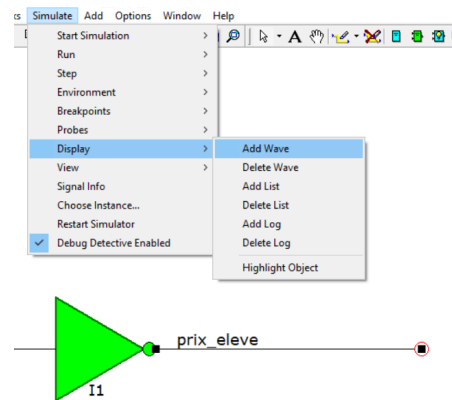 Simulate Add Options Window Help
Start Simulation
Run
Step
Environment
Breakpoints
Probes
Display
View
Signal Info
Choose Instance...
Restart Simulator
Debug Detective Enabled
Add Wave
Delete Wave
Add List
Delete List
Add Log
Delete Log
Highlight Object
A
prix_eleve
I1